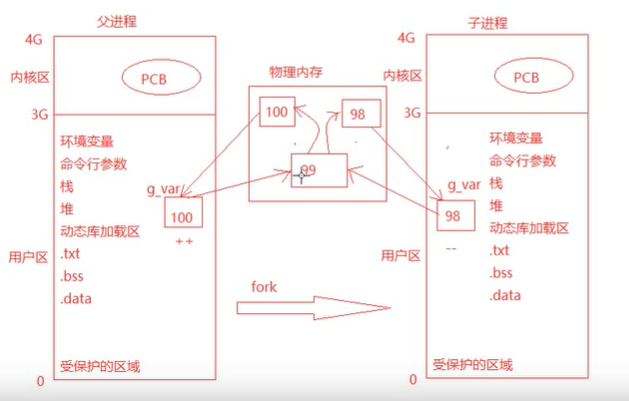 父进程
4G
内核区
PCB
3G
环境变量
命令行参数
栈
g_var
堆
100
动态库加载区
++
用户区
.txt
.bss
.data
受保护的区域
0
物理内存
100
98
99
fork
子进程
4G
内核区
PCB
3G
环境变量
命令行参数
g_var
栈
98
堆
动态库加载区
--
用户区
.txt
.bss
.data
受保护的区域
0